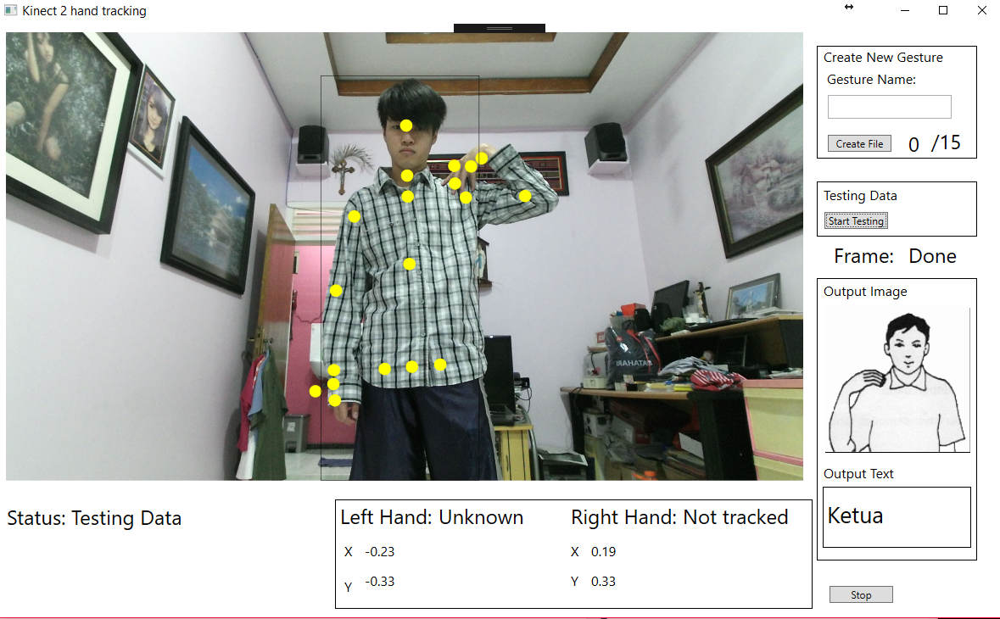 Kinect 2 hand tracking
Create New Gesture
Gesture Name:
Create File 0 /15
Testing Data
Start Testing
Frame: Done
Output Image
Output Text
Ketua
Status: Testing Data
Left Hand: Unknown Right Hand: Not tracked
X -0.23 X 0.19
Y -0.33 Y 0.33
Stop